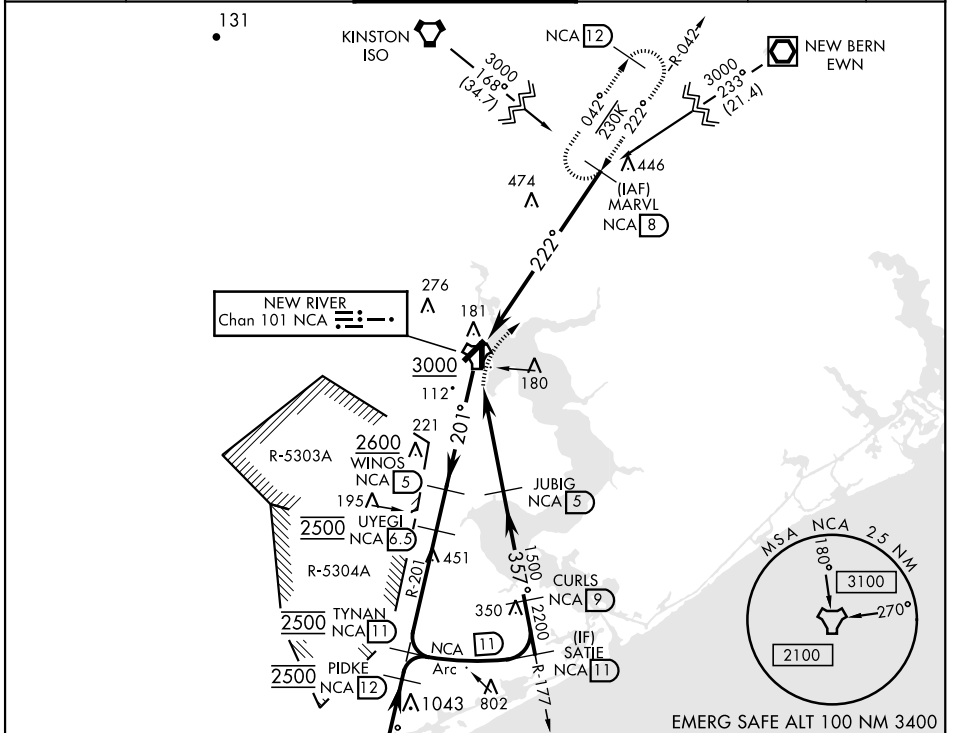 131
KINSTON
ISO
3000
168°
(34.7)
NCA 12
R-042
NEW BERN
EWN
3000
233°
(21.4)
042°
230K
222°
446
474
(IAF)
MARVL
NCA 8
222°
276
NEW RIVER
Chan 101 NCA
181
3000
180
112
201°
221
2600
WINOS
NCA 5
R-5303A
JUBIG
NCA 5
195
2500
UYEGI
NCA 6.5
451
R-201
R-5304A
357°
1500
CURLS
NCA 9
350
2200
TYNAN
2500
NCA 11
NCA 11
Arc
(IF)
SATIE
NCA 11
PIDKE
2500
NCA 12
R-177
1043
802
°
MSA NCA 25 NM
180°
3100
270°
2100
EMERG SAFE ALT 100 NM 3400